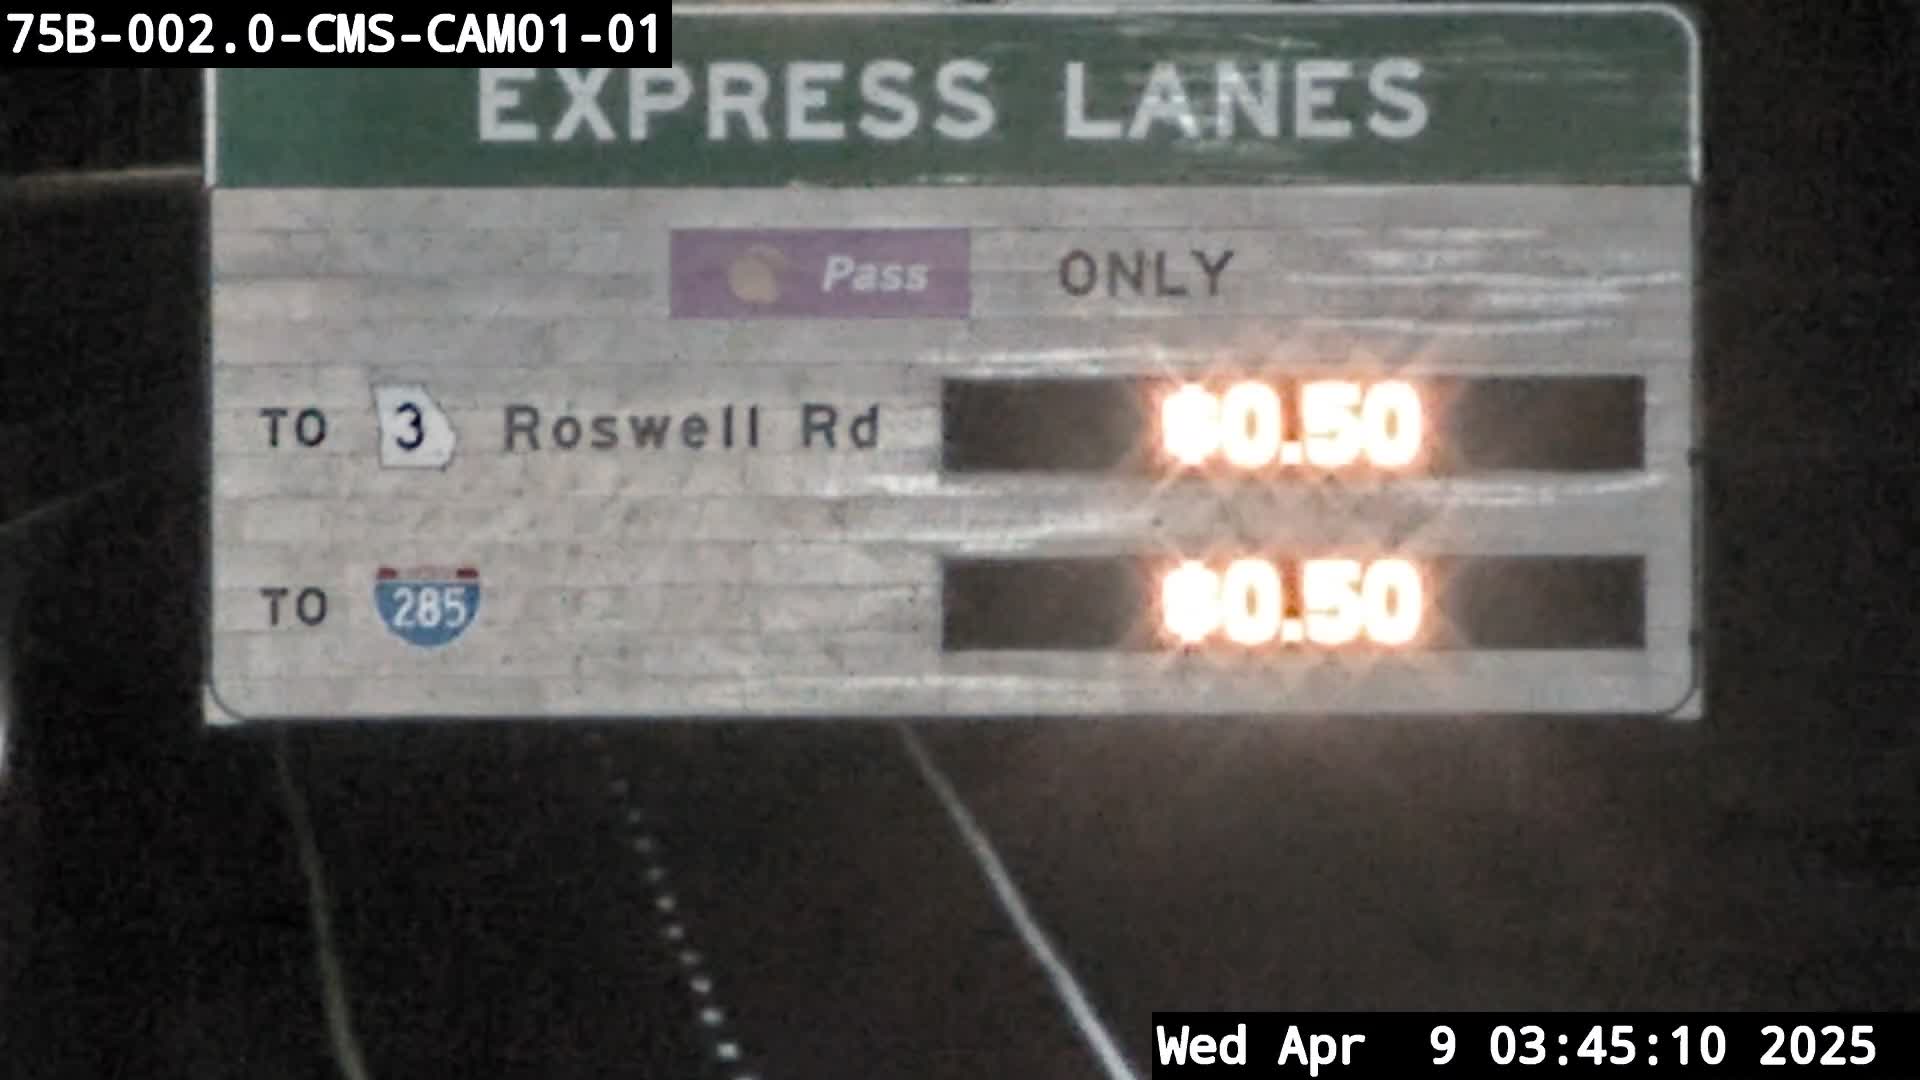 75B-002.0-CMS-CAM01-01
EXPRESS LANES
Pass ONLY
TO 3 Roswell Rd $0.50
TO 285 $0.50
Wed Apr 9 03:45:10 2025